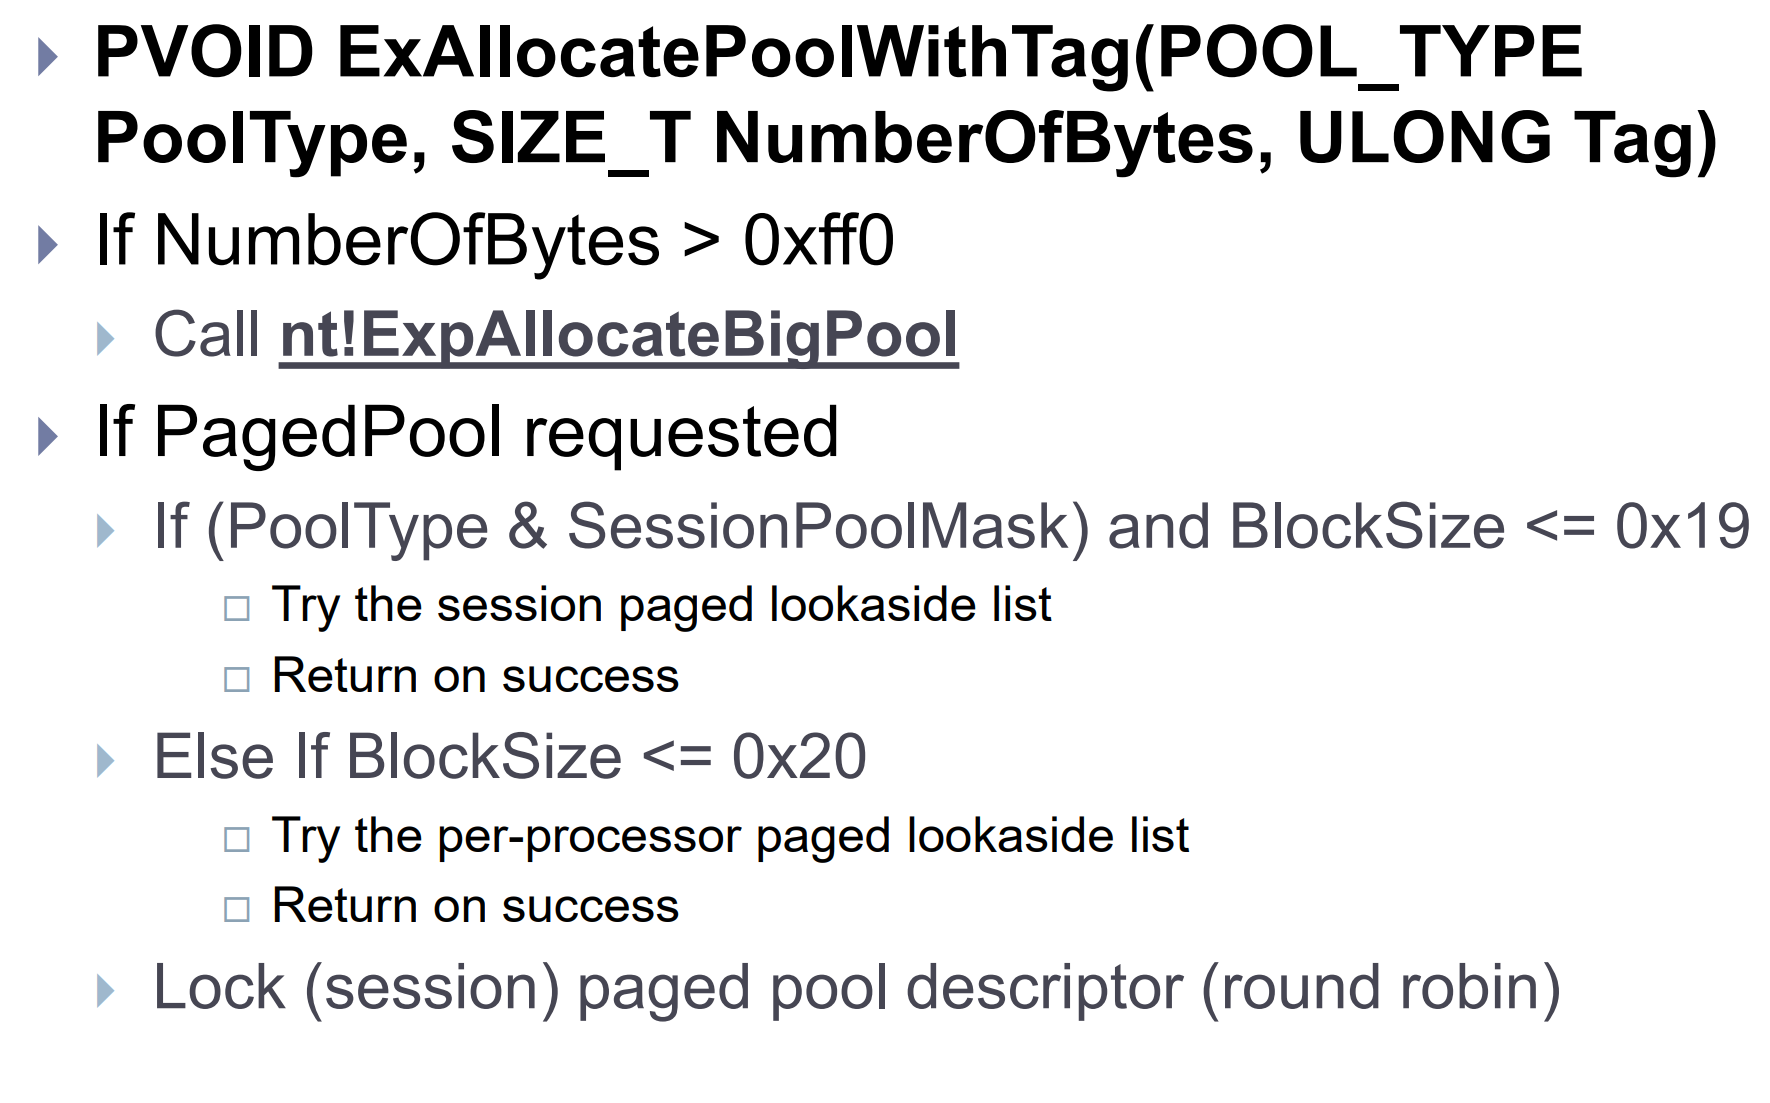 PVOID ExAllocatePoolWithTag(POOL_TYPE
PoolType, SIZE_T NumberOfBytes, ULONG Tag)
If NumberOfBytes > 0xff0
Call nt!ExpAllocateBigPool
If PagedPool requested
If (PoolType & SessionPoolMask) and BlockSize <= 0x19
Try the session paged lookaside list
Return on success
Else If BlockSize <= 0x20
Try the per-processor paged lookaside list
Return on success
Lock (session) paged pool descriptor (round robin)